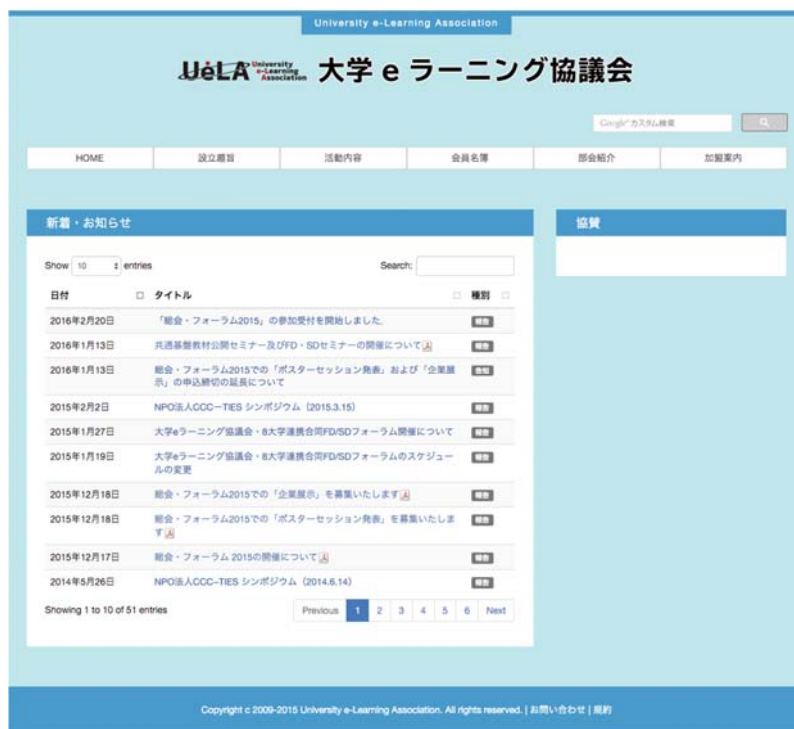 University e-Learning Association
UeLA University e-Learning Association 大学 e ラーニング協議会
Google カスタム検索
HOME 設立趣旨 活動内容 会員名簿 部会紹介 加盟案内
新着・お知らせ 協賛
Show 10 entries Search:
日付 タイトル 種別
2016年2月20日 「総会・フォーラム2015」の参加受付を開始しました。 報告
2016年1月13日 共通基盤教材公開セミナー及びFD・SDセミナーの開催について 報告
2016年1月13日 総会・フォーラム2015での「ポスターセッション発表」および「企業展 告知
示」の申込締切の延長について
2015年2月2日 NPO法人CCC-TIES シンポジウム（2015.3.15） 報告
2015年1月27日 大学eラーニング協議会・8大学連携合同FD/SDフォーラム開催について 報告
2015年1月19日 大学eラーニング協議会・8大学連携合同FD/SDフォーラムのスケジュー 報告
ルの変更
2015年12月18日 総会・フォーラム2015での「企業展示」を募集いたします 報告
2015年12月18日 総会・フォーラム2015での「ポスターセッション発表」を募集いたしま 報告
す
2015年12月17日 総会・フォーラム 2015の開催について 報告
2014年5月26日 NPO法人CCC-TIES シンポジウム（2014.6.14） 報告
Showing 1 to 10 of 51 entries Previous 1 2 3 4 5 6 Next
Copyright c 2009-2015 University e-Learning Association. All rights reserved. | お問い合わせ | 規約